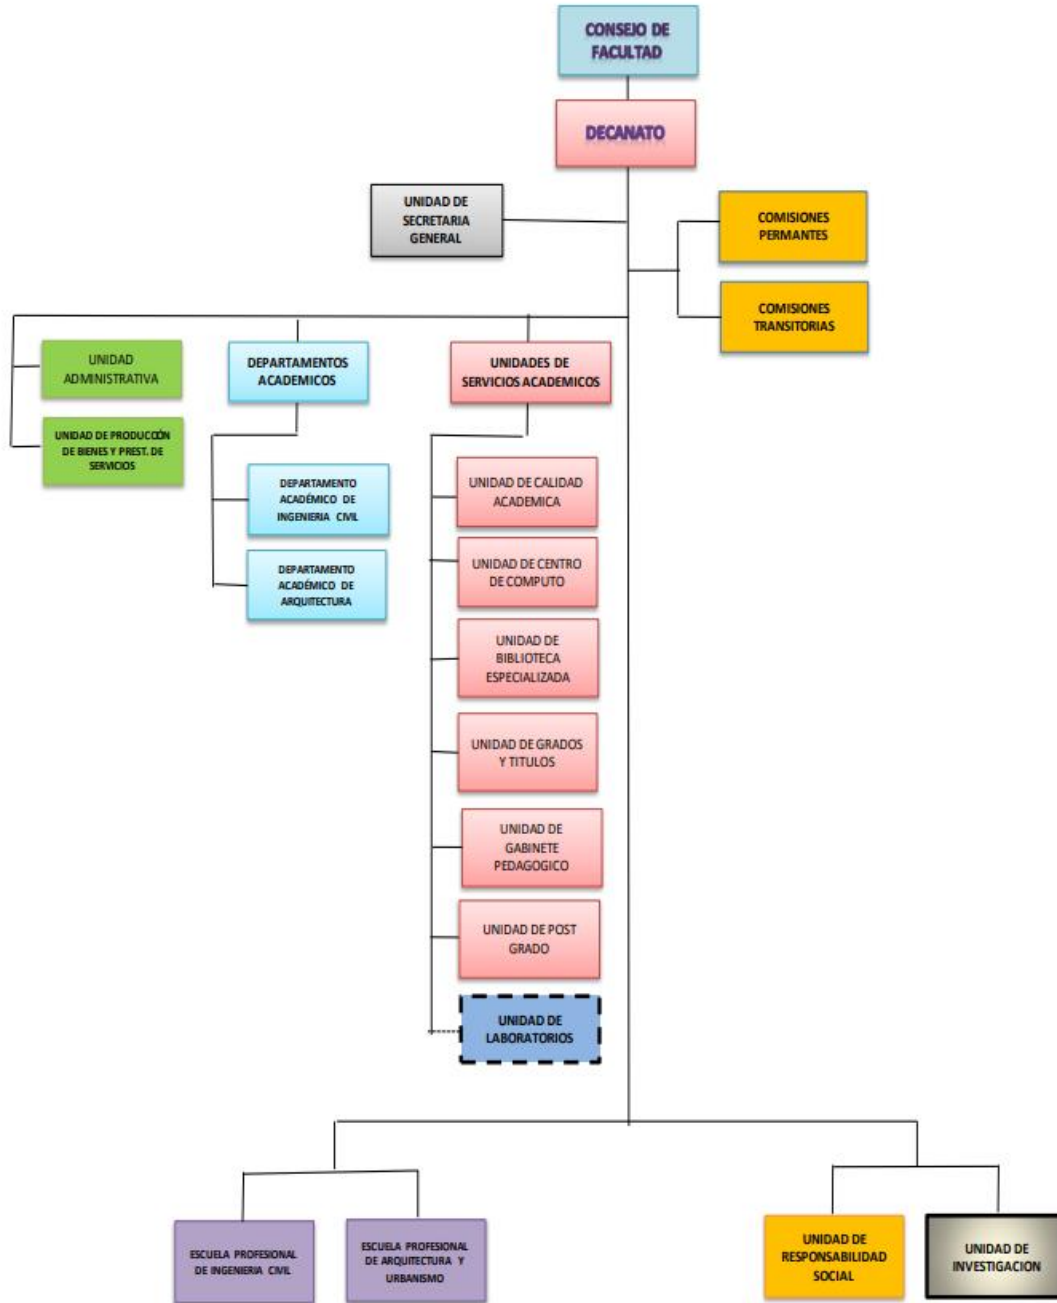 CONSEJO DE
FACULTAD
DECANATO
UNIDAD DE
SECRETARIA
GENERAL
COMISIONES
PERMANTES
COMISIONES
TRANSITORIAS
UNIDAD
ADMINISTRATIVA
UNIDAD DE PRODUCCIÓN
DE BIENES Y PREST. DE
SERVICIOS
DEPARTAMENTOS
ACADEMICOS
DEPARTAMENTO
ACADÉMICO DE
INGENIERIA CIVIL
DEPARTAMENTO
ACADÉMICO DE
ARQUITECTURA
UNIDADES DE
SERVICIOS ACADEMICOS
UNIDAD DE CALIDAD
ACADEMICA
UNIDAD DE CENTRO
DE COMPUTO
UNIDAD DE
BIBLIOTECA
ESPECIALIZADA
UNIDAD DE GRADOS
Y TITULOS
UNIDAD DE
GABINETE
PEDAGOGICO
UNIDAD DE POST
GRADO
UNIDAD DE
LABORATORIOS
ESCUELA PROFESIONAL
DE INGENIERIA CIVIL
ESCUELA PROFESIONAL
DE ARQUITECTURA Y
URBANISMO
UNIDAD DE
RESPONSABILIDAD
SOCIAL
UNIDAD DE
INVESTIGACION